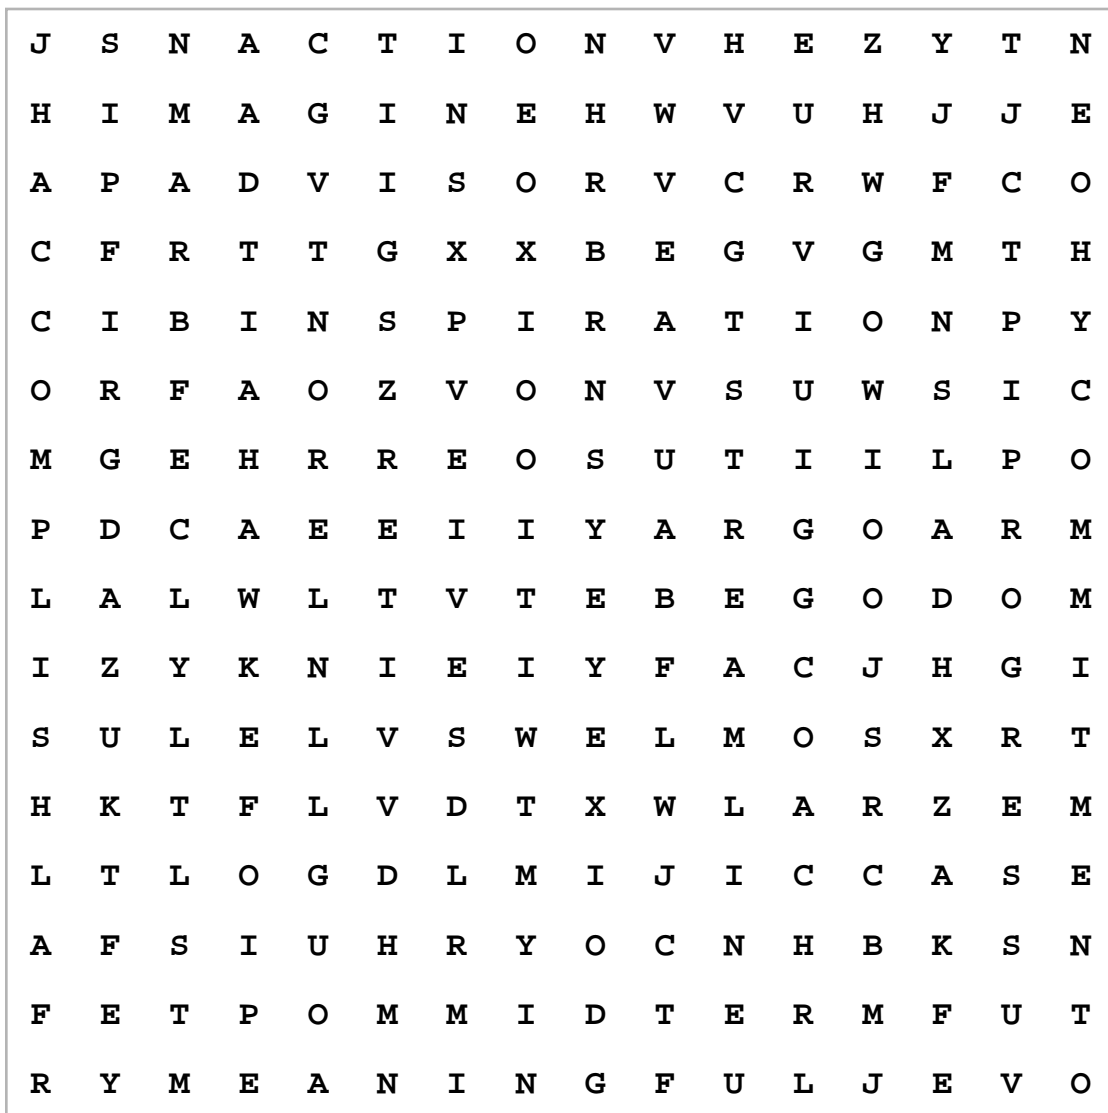 J S N A C T I O N V H E Z Y T N
H I M A G I N E H W V U H J J E
A P A D V I S O R V C R W F C O
C F R T T G X X B E G V G M T H
C I B I N S P I R A T I O N P Y
O R F A O Z V O N V S U W S I C
M G E H R R E O S U T I I L P O
P D C A E E I I Y A R G O A R M
L A L W L T V T E B E G O D O M
I Z Y K N I E I Y F A C J H G I
S U L E L V S W E L M O S X R T
H K T F L V D T X W L A R Z E M
L T L O G D L M I J I C C A S E
A F S I U H R Y O C N H B K S N
F E T P O M M I D T E R M F U T
R Y M E A N I N G F U L J E V O